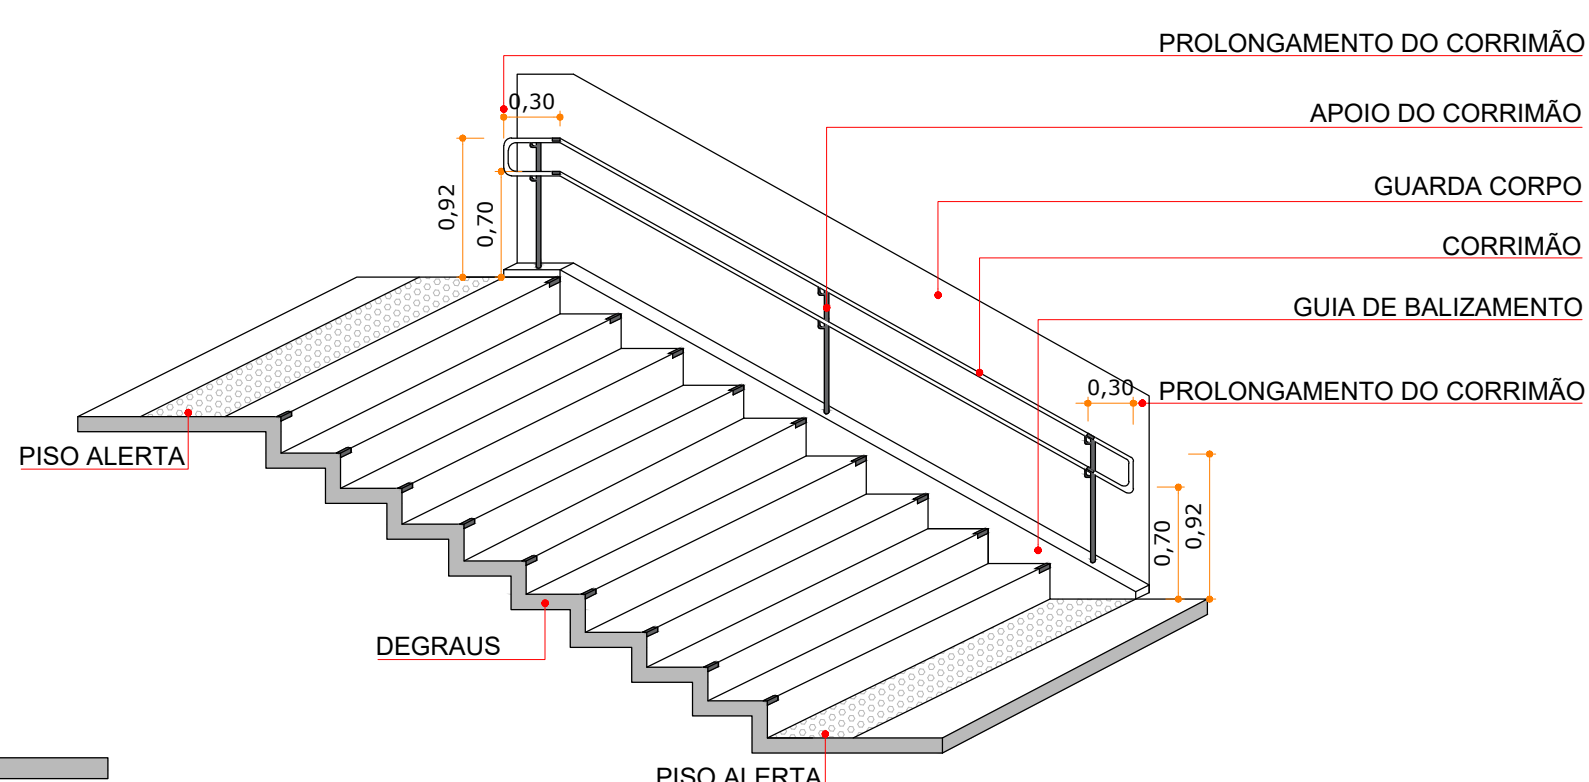 PROLONGAMENTO DO CORRIMÃO
0,30
APOIO DO CORRIMÃO
GUARDA CORPO
0,92
0,70
CORRIMÃO
GUIA DE BALIZAMENTO
0,30
PROLONGAMENTO DO CORRIMÃO
PISO ALERTA
0,70
0,92
DEGRAUS
PISO ALERTA